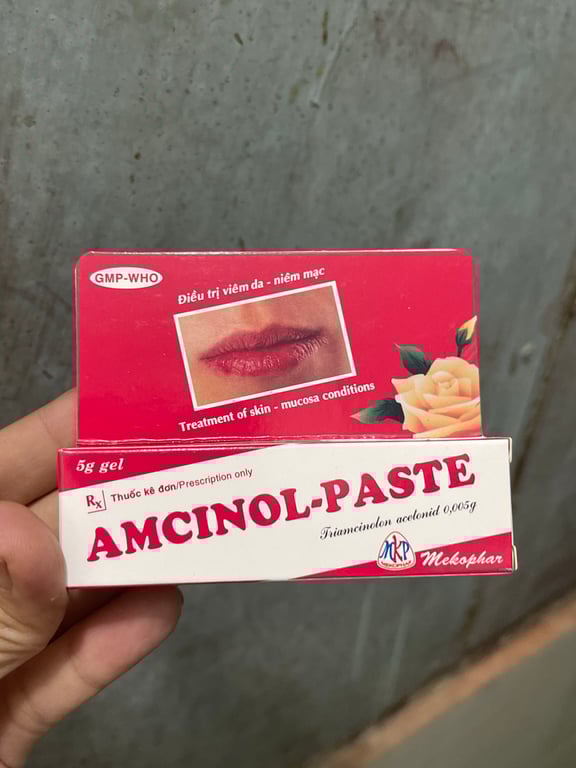 GMP-WHO
Điều trị viêm da - niêm mạc
Treatment of skin - mucosa conditions
5g gel
Rx Thuốc kê đơn/Prescription only
AMCINOL-PASTE
Triamcinolon acetonid 0,005g
MKP
MEKOPHAR
Mekophar